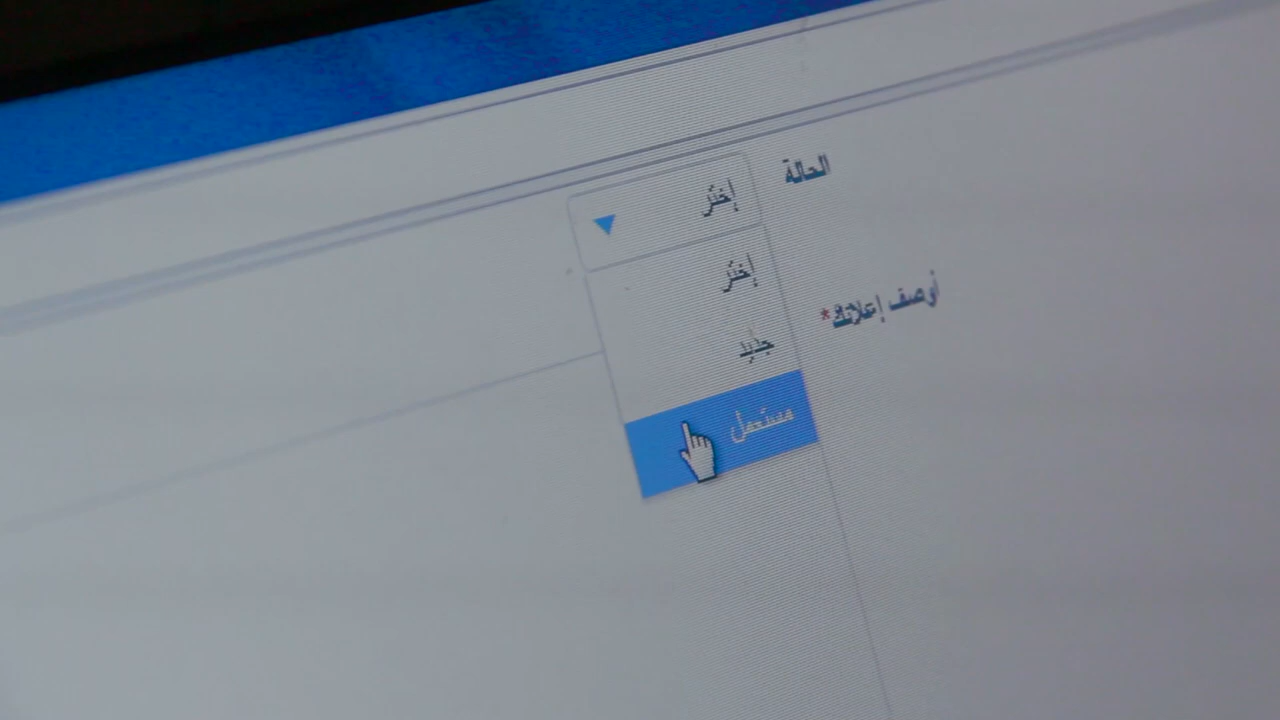 الحالة
إختر
إختر
جديد
مستعمل
أوصف إعلانك*